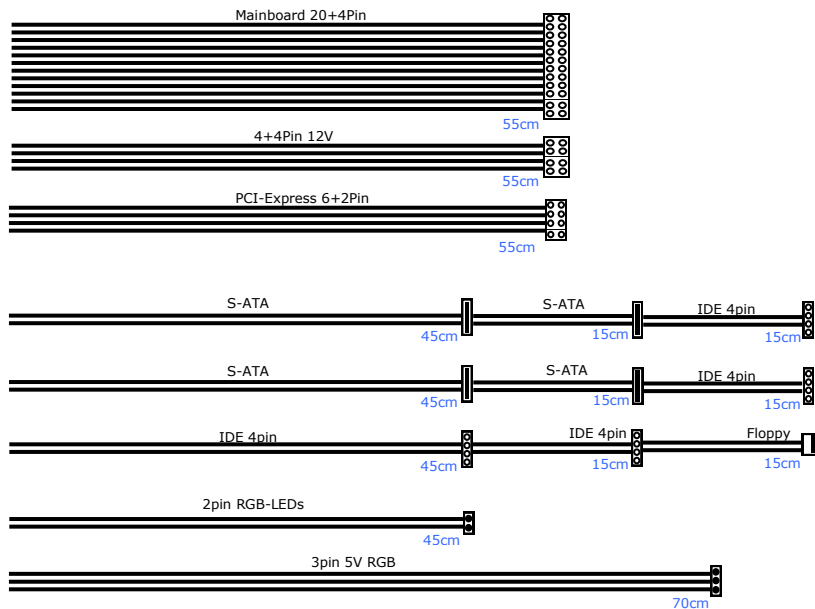 Mainboard 20+4Pin
55cm
4+4Pin 12V
55cm
PCI-Express 6+2Pin
55cm
S-ATA S-ATA IDE 4pin
45cm 15cm 15cm
S-ATA S-ATA IDE 4pin
45cm 15cm 15cm
IDE 4pin IDE 4pin Floppy
45cm 15cm 15cm
2pin RGB-LEDs
45cm
3pin 5V RGB
70cm